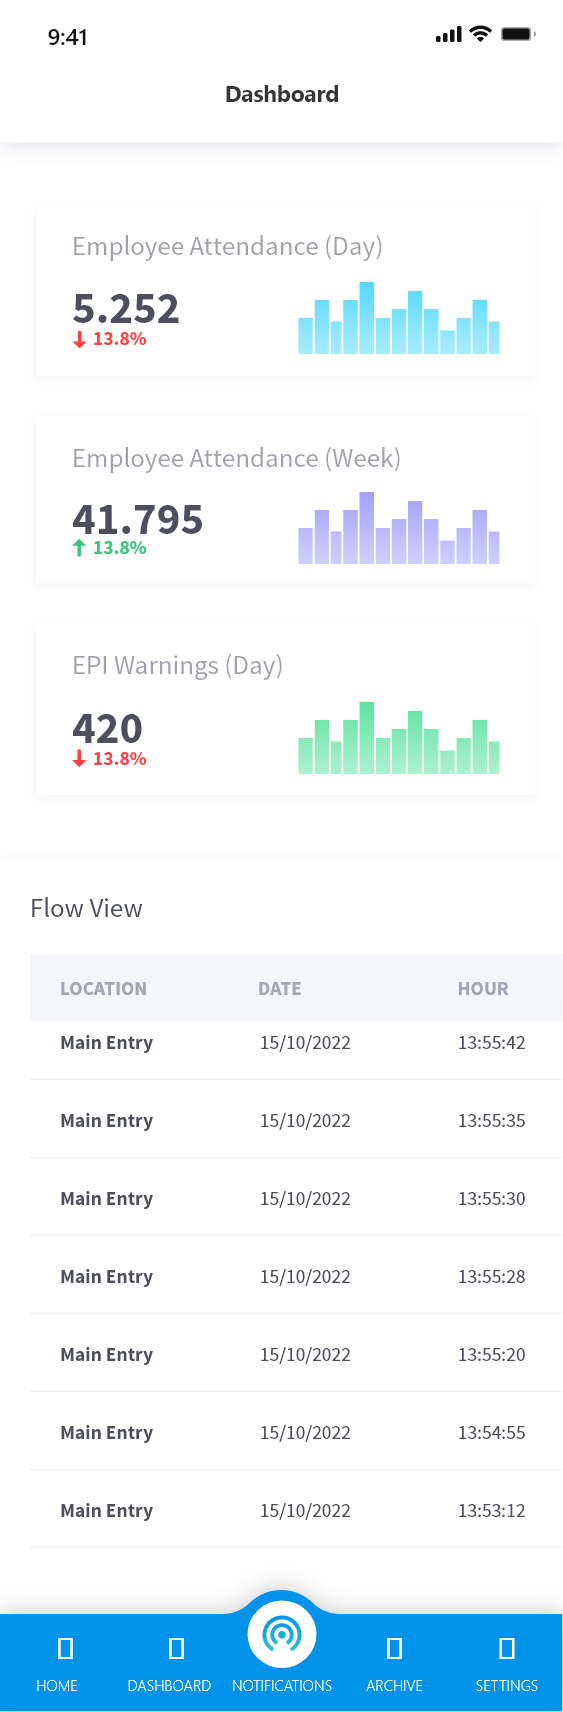 9:41
Dashboard
Employee Attendance (Day)
5.252
13.8%
Employee Attendance (Week)
41.795
13.8%
EPI Warnings (Day)
420
13.8%
Flow View
LOCATION DATE HOUR
Main Entry 15/10/2022 13:55:42
Main Entry 15/10/2022 13:55:35
Main Entry 15/10/2022 13:55:30
Main Entry 15/10/2022 13:55:28
Main Entry 15/10/2022 13:55:20
Main Entry 15/10/2022 13:54:55
Main Entry 15/10/2022 13:53:12
HOME DASHBOARD NOTIFICATIONS ARCHIVE SETTINGS